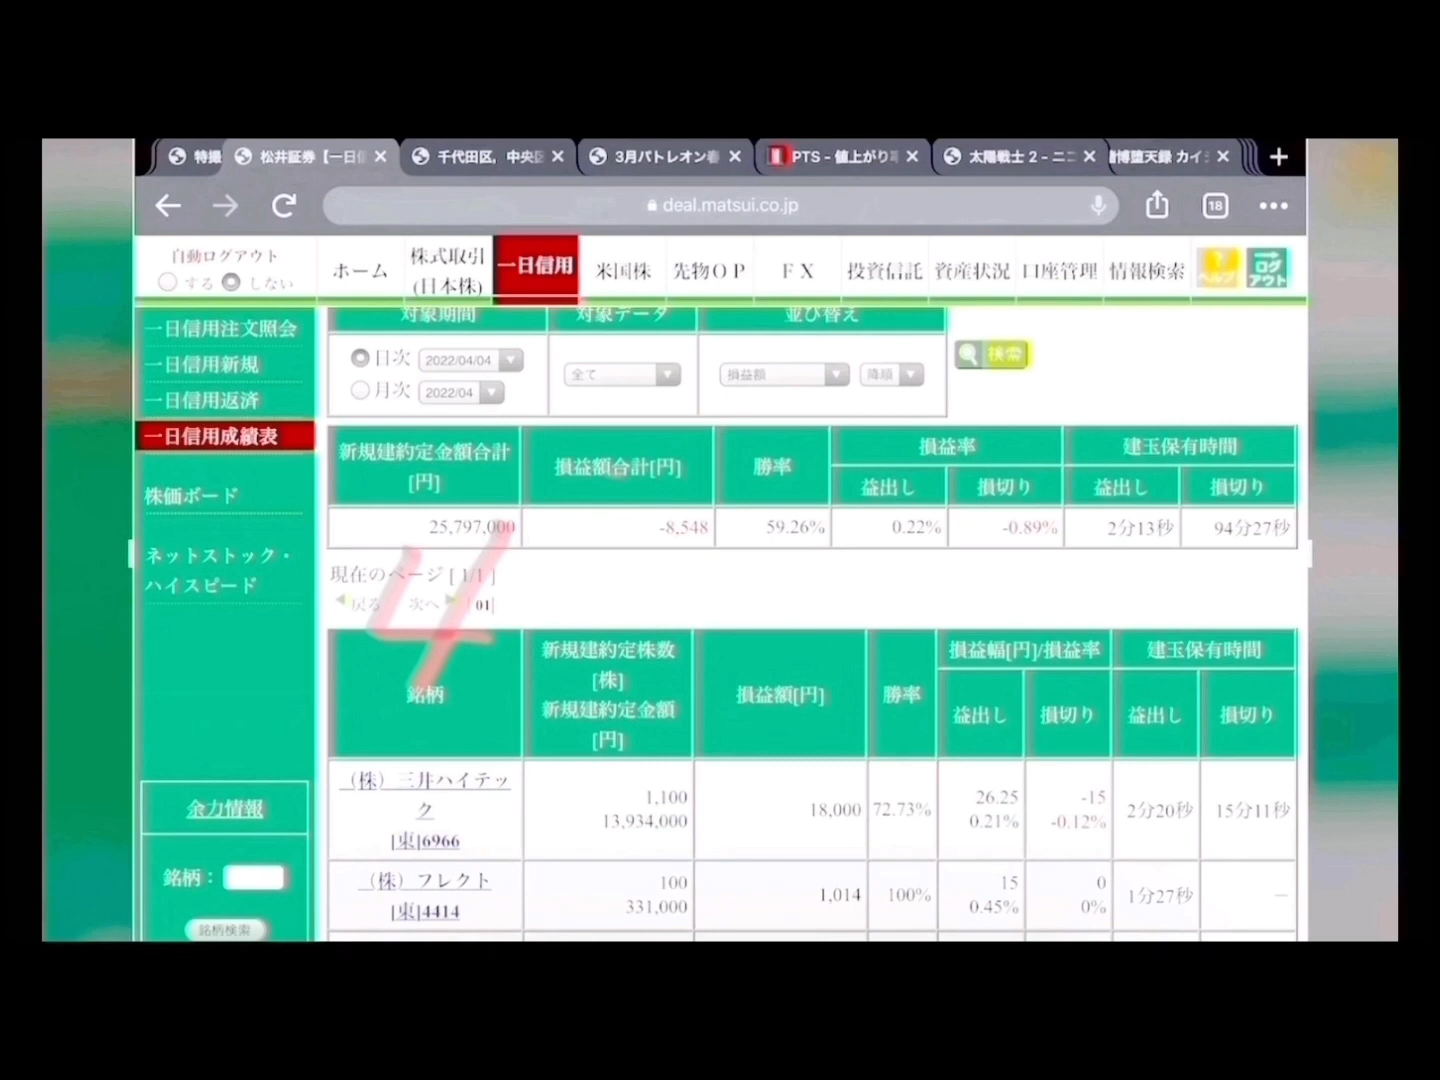 特撮
松井証券【一日信
千代田区，中央区
3月パトレオン春
PTS - 値上がり率
太陽戦士 2 - ニニ
博堕天録 カイジ
deal.matsui.co.jp
18
自動ログアウト
する しない
ホーム
株式取引
(日本株)
一日信用
米国株
先物ＯＰ
ＦＸ
投資信託
資産状況
口座管理
情報検索
?
ヘルプ
ログ
アウト
一日信用注文照会
一日信用新規
一日信用返済
一日信用成績表
株価ボード
ネットストック・
ハイスピード
余力情報
銘柄：
銘柄検索
対象期間 対象データ 並び替え
日次 2022/04/04 全て 損益額 降順 検索
月次 2022/04
新規建約定金額合計
[円]
損益額合計[円]
勝率
損益率
益出し 損切り
建玉保有時間
益出し 損切り
25,797,000 -8,548 59.26% 0.22% -0.89% 2分13秒 94分27秒
4
現在のページ [ 1/1 ]
戻る 次へ |01|
銘柄
新規建約定株数
[株]
新規建約定金額
[円]
損益額[円]
勝率
損益幅[円]/損益率
益出し 損切り
建玉保有時間
益出し 損切り
（株）三井ハイテッ
ク
[東]6966
1,100
13,934,000
18,000
72.73%
26.25
0.21%
-15
-0.12%
2分20秒
15分11秒
（株）フレクト
[東]4414
100
331,000
1,014
100%
15
0.45%
0
0%
1分27秒
－